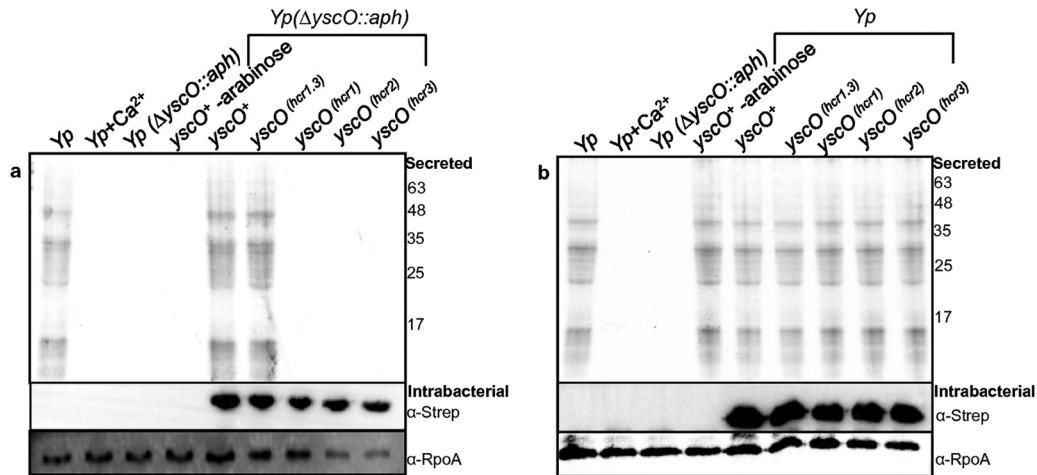 Yp(ΔyscO::aph)
Yp
Yp+Ca²⁺
Yp (ΔyscO::aph)
yscO⁺ -arabinose
yscO⁺
yscO⁽ʰᶜʳ¹·³⁾
yscO⁽ʰᶜʳ¹⁾
yscO⁽ʰᶜʳ²⁾
yscO⁽ʰᶜʳ³⁾
a
Secreted
63
48
35
25
17
Intrabacterial
α-Strep
α-RpoA
Yp
Yp
Yp+Ca²⁺
Yp (ΔyscO::aph)
yscO⁺ -arabinose
yscO⁺
yscO⁽ʰᶜʳ¹·³⁾
yscO⁽ʰᶜʳ¹⁾
yscO⁽ʰᶜʳ²⁾
yscO⁽ʰᶜʳ³⁾
b
Secreted
63
48
35
25
17
Intrabacterial
α-Strep
α-RpoA